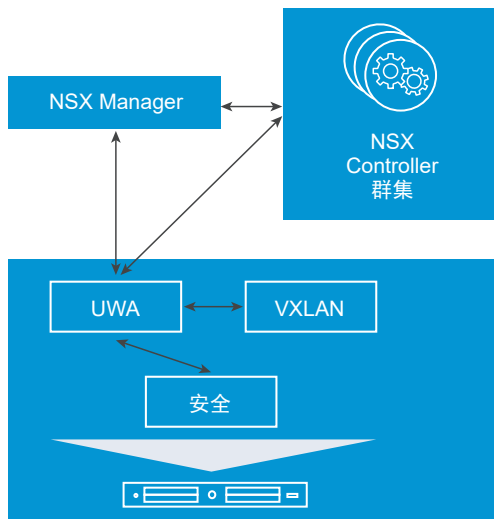 NSX Manager
NSX
Controller
群集
UWA
VXLAN
安全